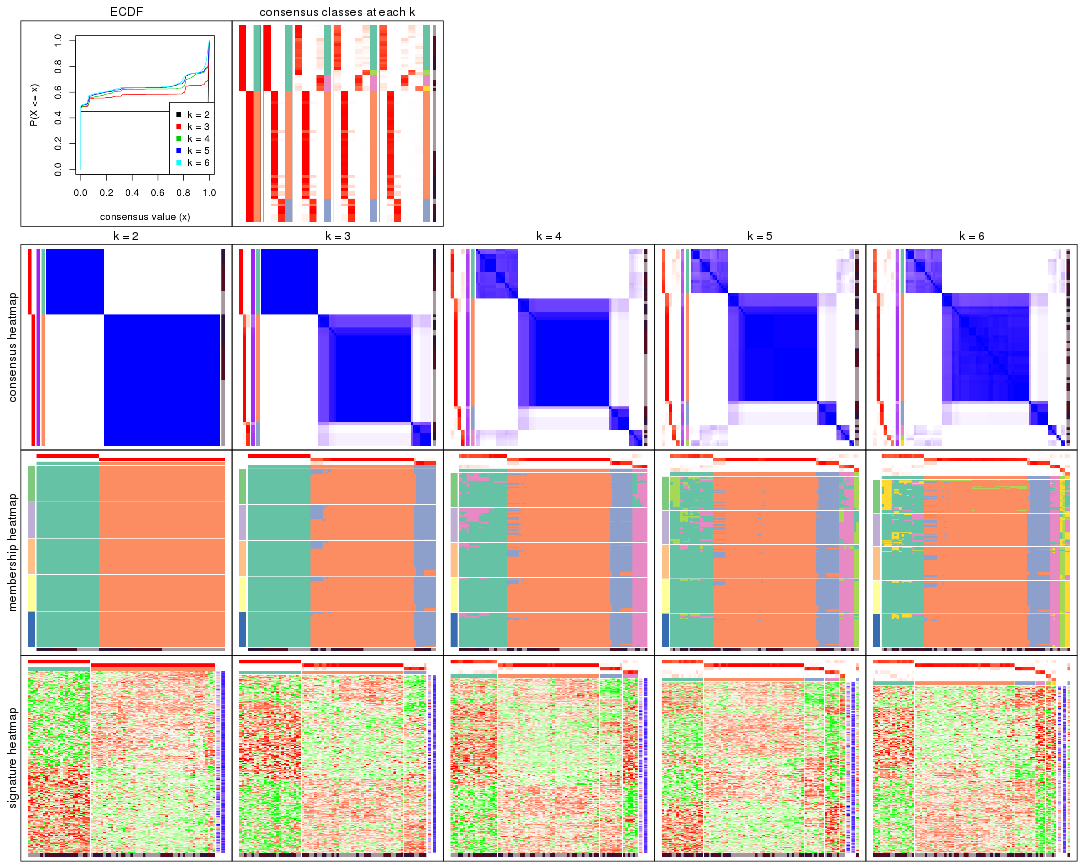 ECDF
consensus classes at each k
P(X <= x)
0.0 0.2 0.4 0.6 0.8 1.0
k = 2
k = 3
k = 4
k = 5
k = 6
0.0 0.2 0.4 0.6 0.8 1.0
consensus value (x)
k = 2 k = 3 k = 4 k = 5 k = 6
consensus heatmap
membership heatmap
signature heatmap